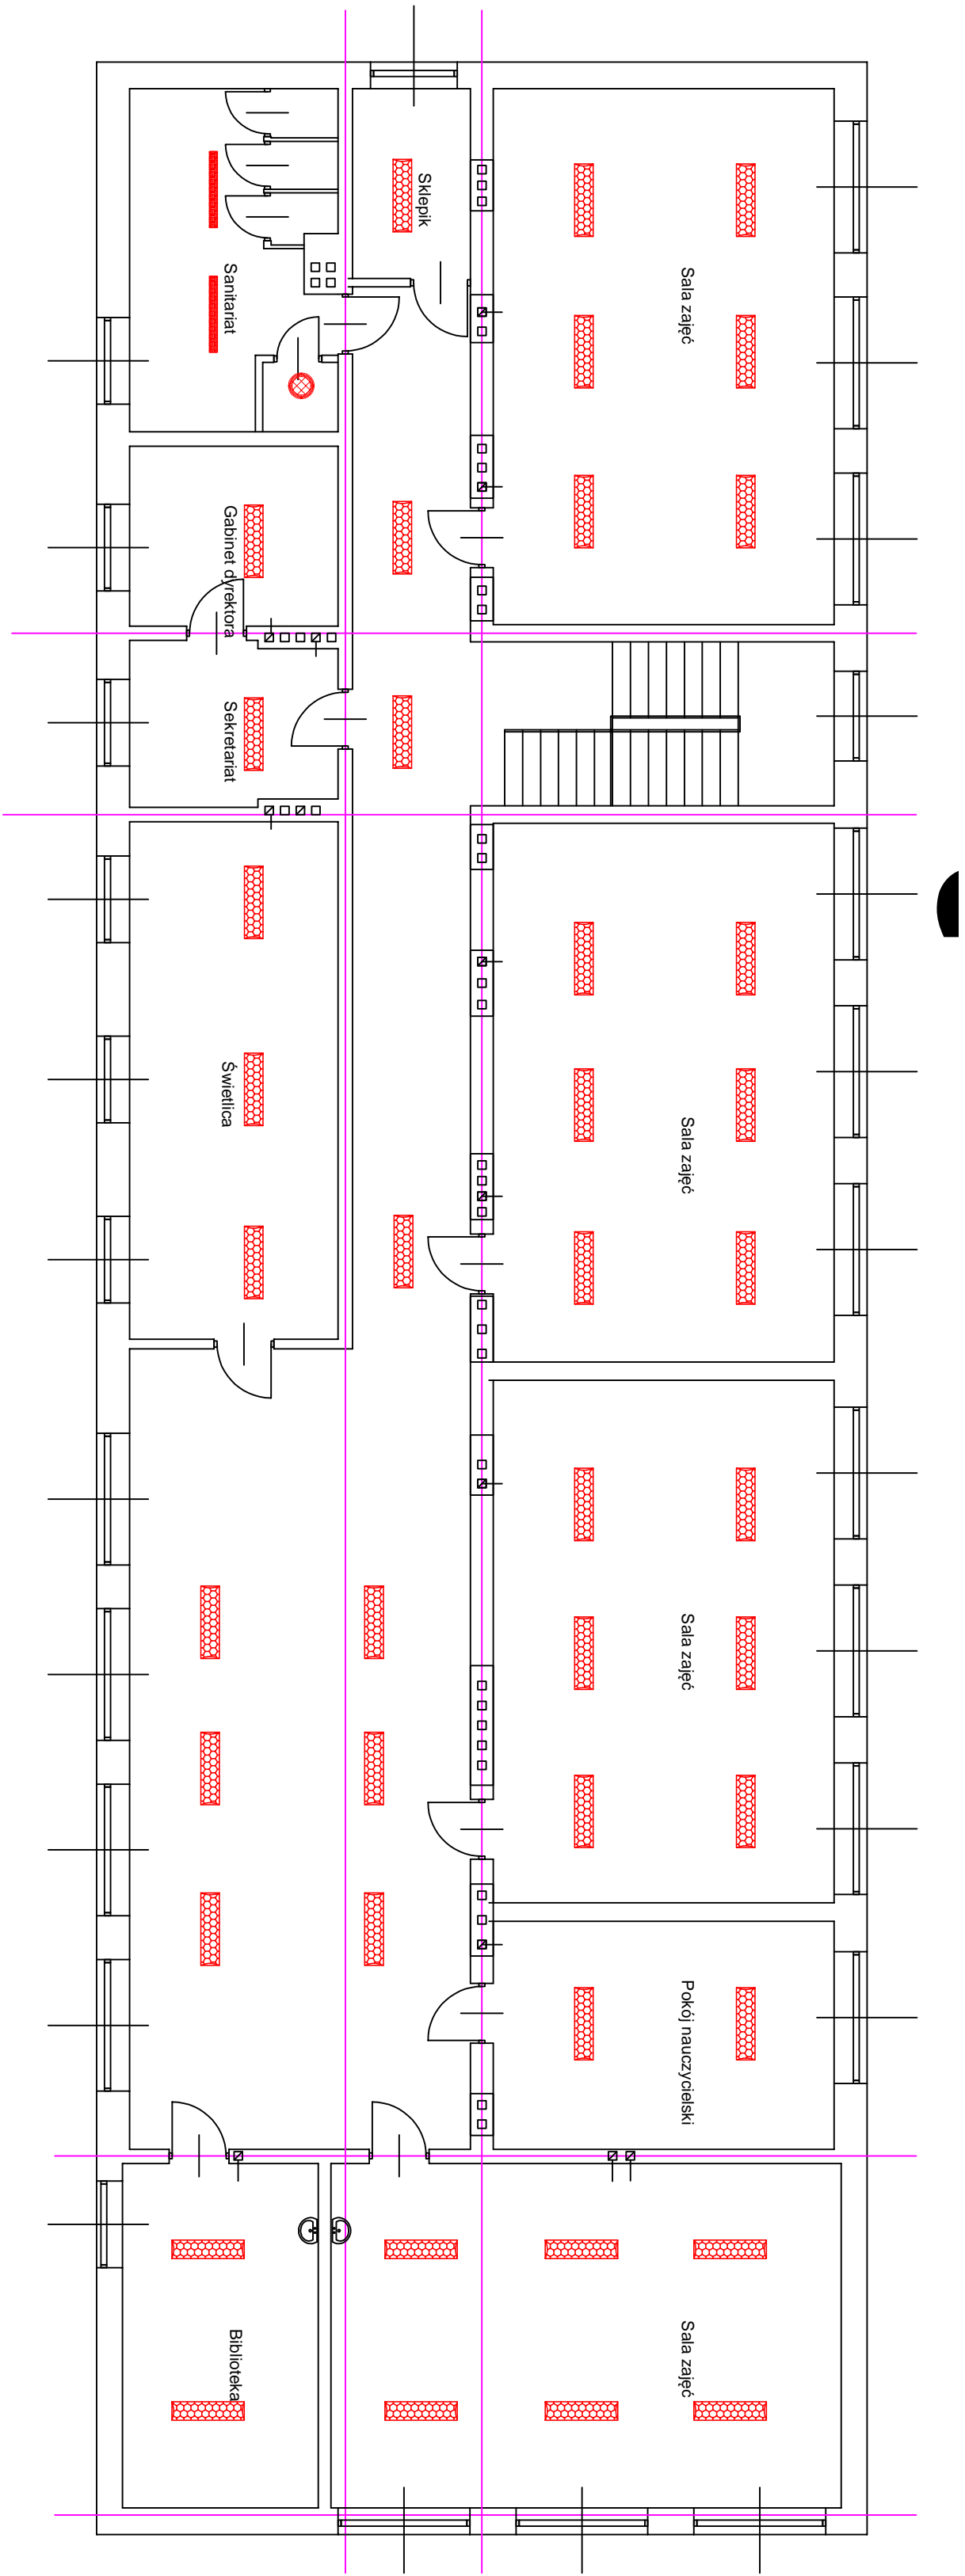 Sala zajęć
Sala zajęć
Sala zajęć
Pokój nauczycielski
Sala zajęć
Sklepik
Sanitariat
Gabinet dyrektora
Sekretariat
Świetlica
Biblioteka